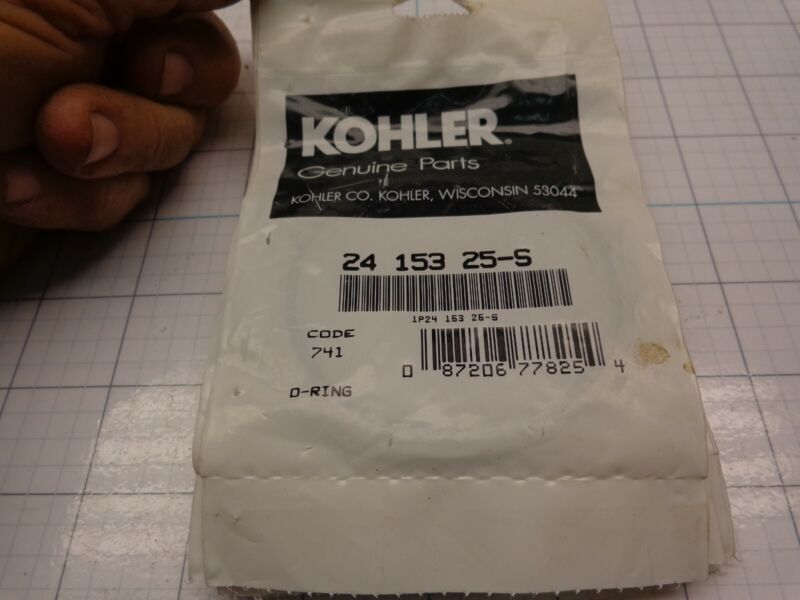 KOHLER®
Genuine Parts
KOHLER CO. KOHLER, WISCONSIN 53044
24 153 25-S
1P24 153 25-S
CODE
741
0 87206 77825 4
O-RING